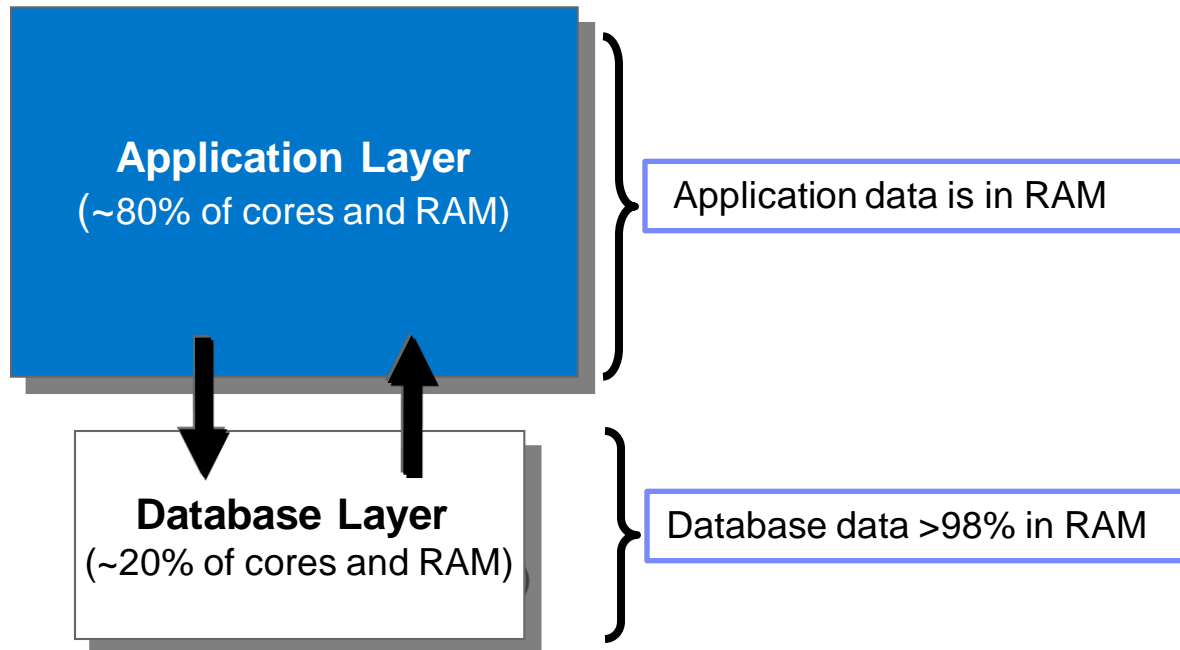 Application Layer
(~80% of cores and RAM)
Application data is in RAM
Database Layer
(~20% of cores and RAM)
Database data >98% in RAM